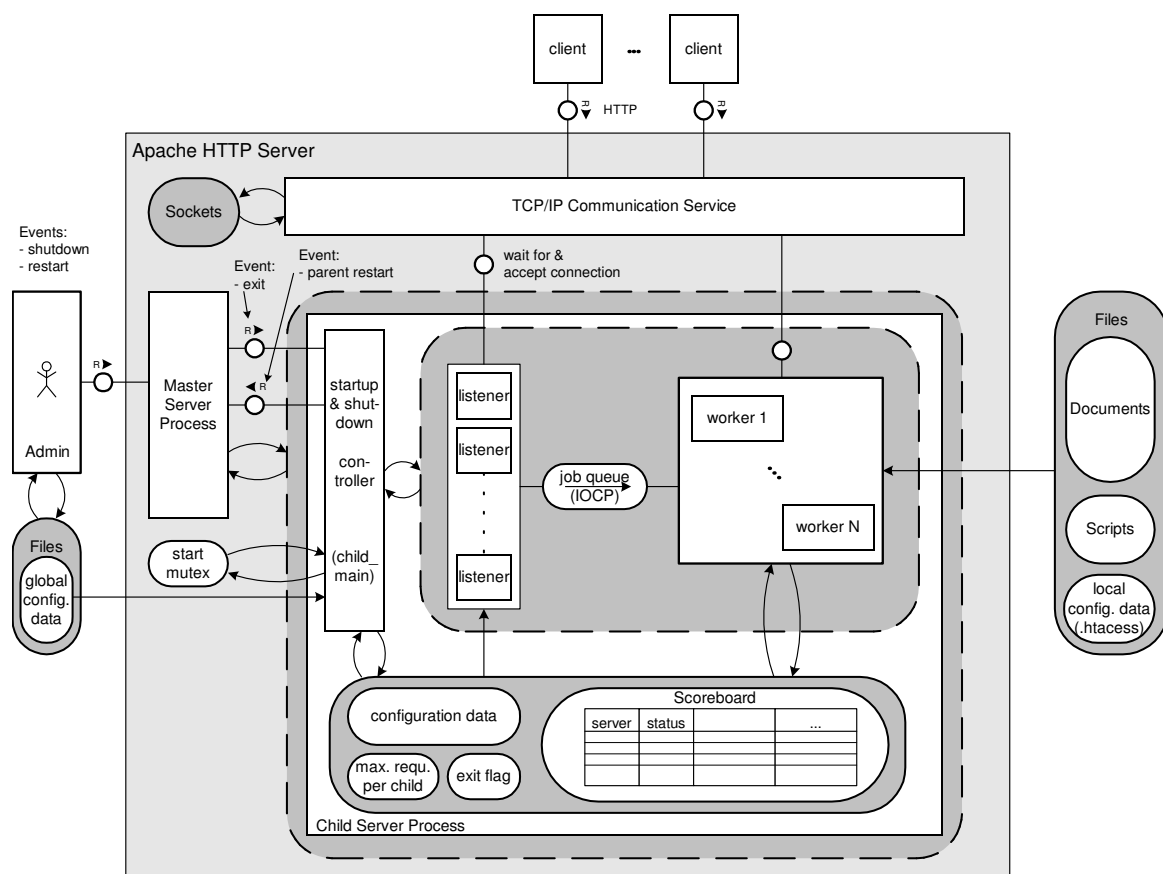 client
...
client
R
HTTP
R
Apache HTTP Server
Sockets
TCP/IP Communication Service
Events:
- shutdown
- restart
Event:
- exit
Event:
- parent restart
wait for &
accept connection
R
R
R
Admin
Master
Server
Process
startup
& shut-
down
con-
troller
(child_
main)
listener
listener
.
.
.
.
.
listener
job queue
(IOCP)
worker 1
...
worker N
Files
Documents
Scripts
local
config. data
(.htacess)
Files
global
config.
data
start
mutex
configuration data
max. requ.
per child
exit flag
Scoreboard
server status ...
Child Server Process